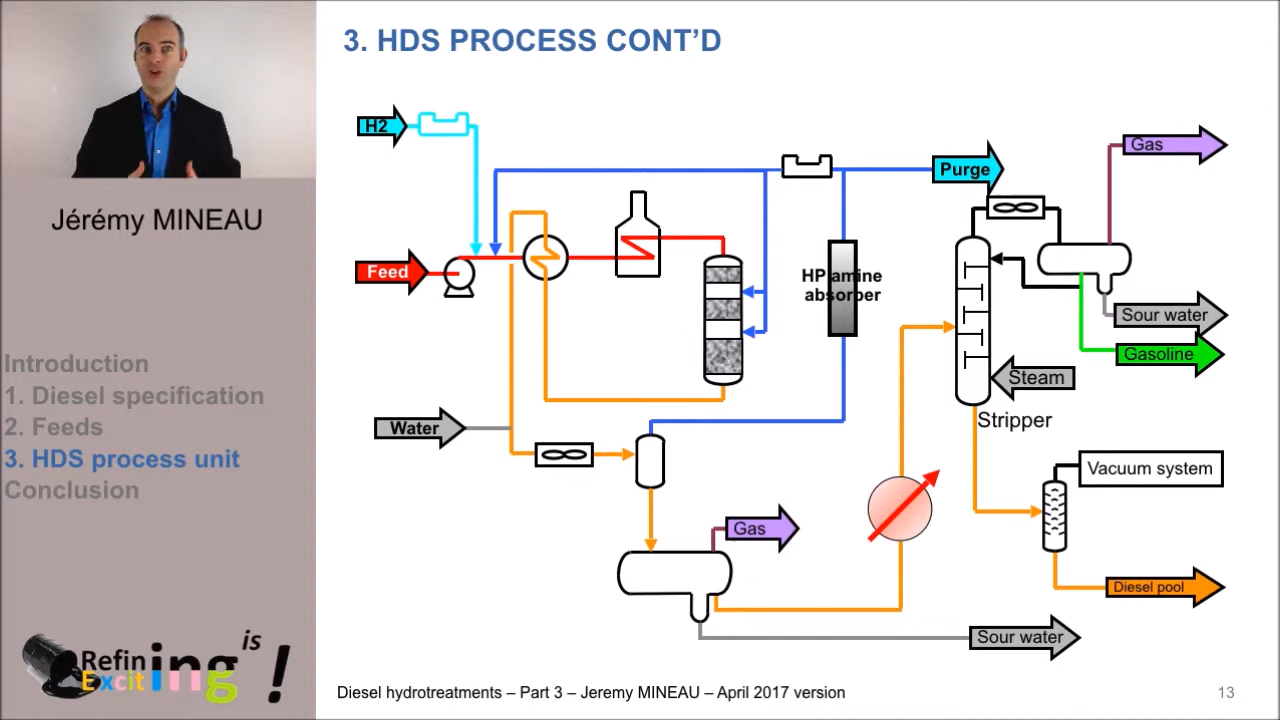 3. HDS PROCESS CONT’D
Jérémy MINEAU
Introduction
1. Diesel specification
2. Feeds
3. HDS process unit
Conclusion
H2
Feed
Water
Purge
HP amine
absorber
Gas
Sour water
Gasoline
Steam
Stripper
Vacuum system
Diesel pool
Gas
Sour water
Refining
is
Exciting
!
Diesel hydrotreatments – Part 3 – Jeremy MINEAU – April 2017 version
13